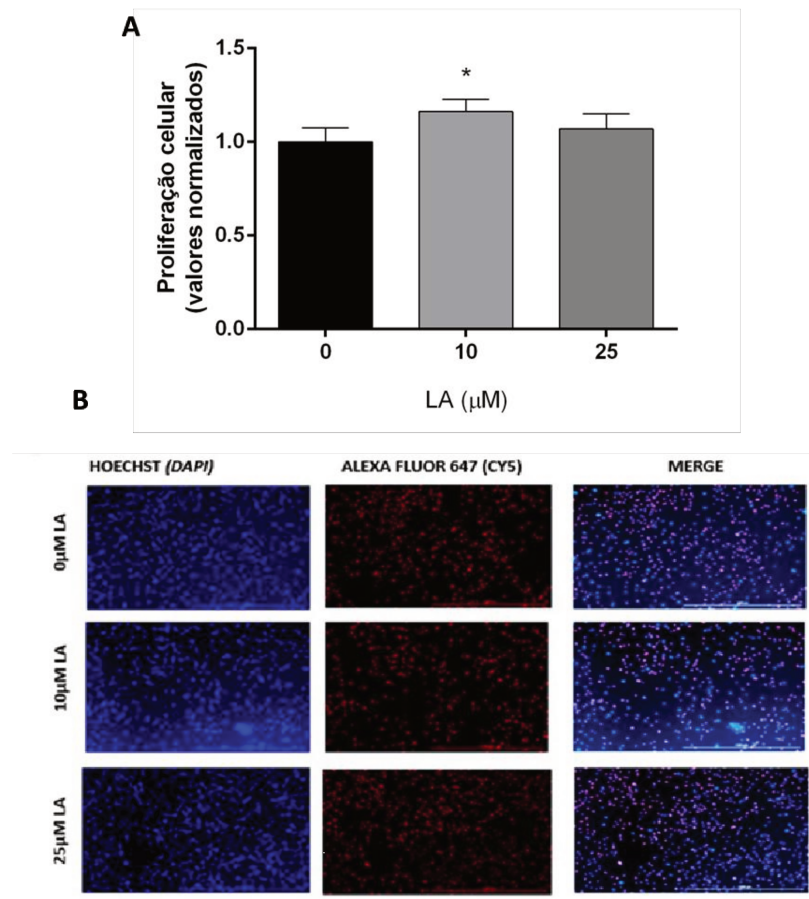 A
Proliferação celular
(valores normalizados)
1.5
1.0
0.5
0.0
*
0 10 25
LA (μM)
B
HOECHST (DAPI) ALEXA FLUOR 647 (CY5) MERGE
0μM LA
10μM LA
25μM LA